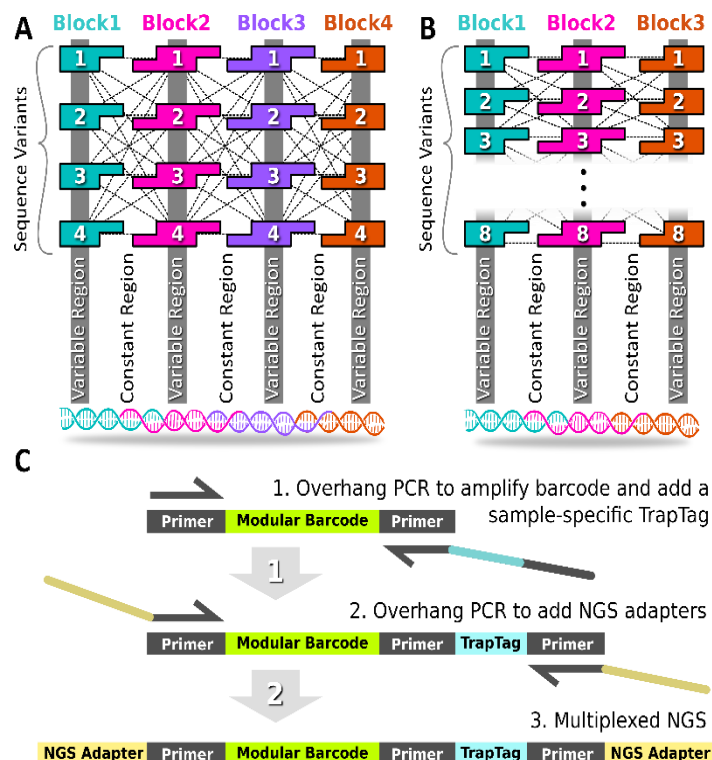 A
Block1 Block2 Block3 Block4
Sequence Variants
1 1 1 1
2 2 2 2
3 3 3 3
4 4 4 4
Variable Region
Constant Region
Variable Region
Constant Region
Variable Region
Constant Region
Variable Region
B
Block1 Block2 Block3
Sequence Variants
1 1 1
2 2 2
3 3 3
8 8 8
Variable Region
Constant Region
Variable Region
Constant Region
Variable Region
C
1. Overhang PCR to amplify barcode and add a
sample-specific TrapTag
Primer Modular Barcode Primer
1
2. Overhang PCR to add NGS adapters
Primer Modular Barcode Primer TrapTag Primer
2
3. Multiplexed NGS
NGS Adapter Primer Modular Barcode Primer TrapTag Primer NGS Adapter